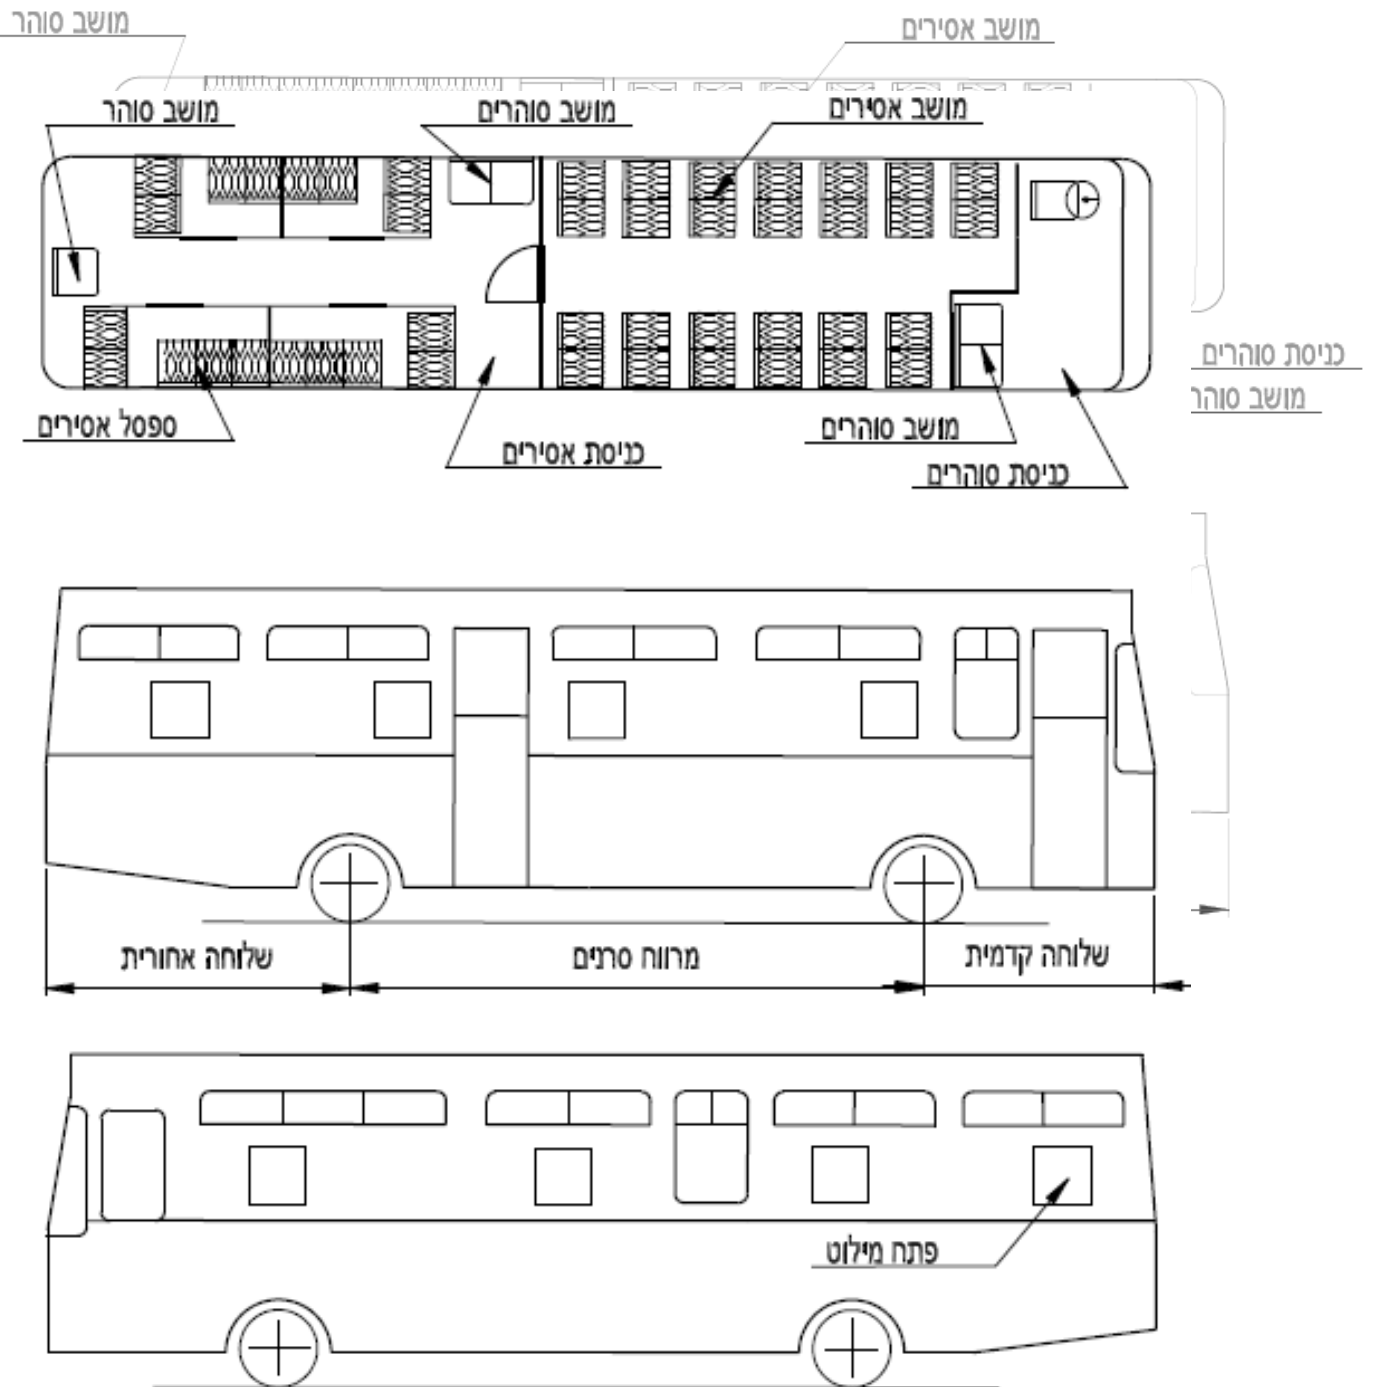 מושב סוהר
מושב אסירים
מושב סוהר
מושב סוהרים
מושב אסירים
כניסת סוהרים
מושב סוהר
ספסל אסירים
כניסת אסירים
מושב סוהרים
כניסת סוהרים
שלוחה אחורית
מרווח סרנים
שלוחה קדמית
פתח מילוט